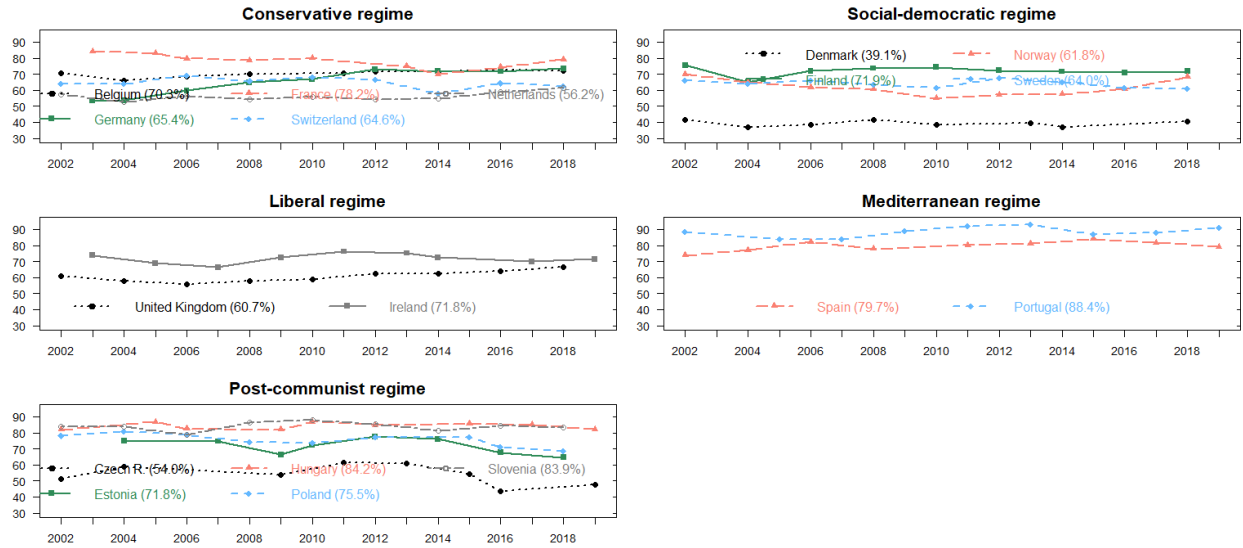 Conservative regime
90
80
70
60
50
40
30
Belgium (70.3%) France (78.2%) Netherlands (56.2%)
Germany (65.4%) Switzerland (64.6%)
2002 2004 2006 2008 2010 2012 2014 2016 2018
Social-democratic regime
90
80
70
60
50
40
30
Denmark (39.1%) Norway (61.8%)
Finland (71.9%) Sweden (64.0%)
2002 2004 2006 2008 2010 2012 2014 2016 2018
Liberal regime
90
80
70
60
50
40
30
United Kingdom (60.7%) Ireland (71.8%)
2002 2004 2006 2008 2010 2012 2014 2016 2018
Mediterranean regime
90
80
70
60
50
40
30
Spain (79.7%) Portugal (88.4%)
2002 2004 2006 2008 2010 2012 2014 2016 2018
Post-communist regime
90
80
70
60
50
40
30
Czech R. (54.0%) Hungary (84.2%) Slovenia (83.9%)
Estonia (71.8%) Poland (75.5%)
2002 2004 2006 2008 2010 2012 2014 2016 2018